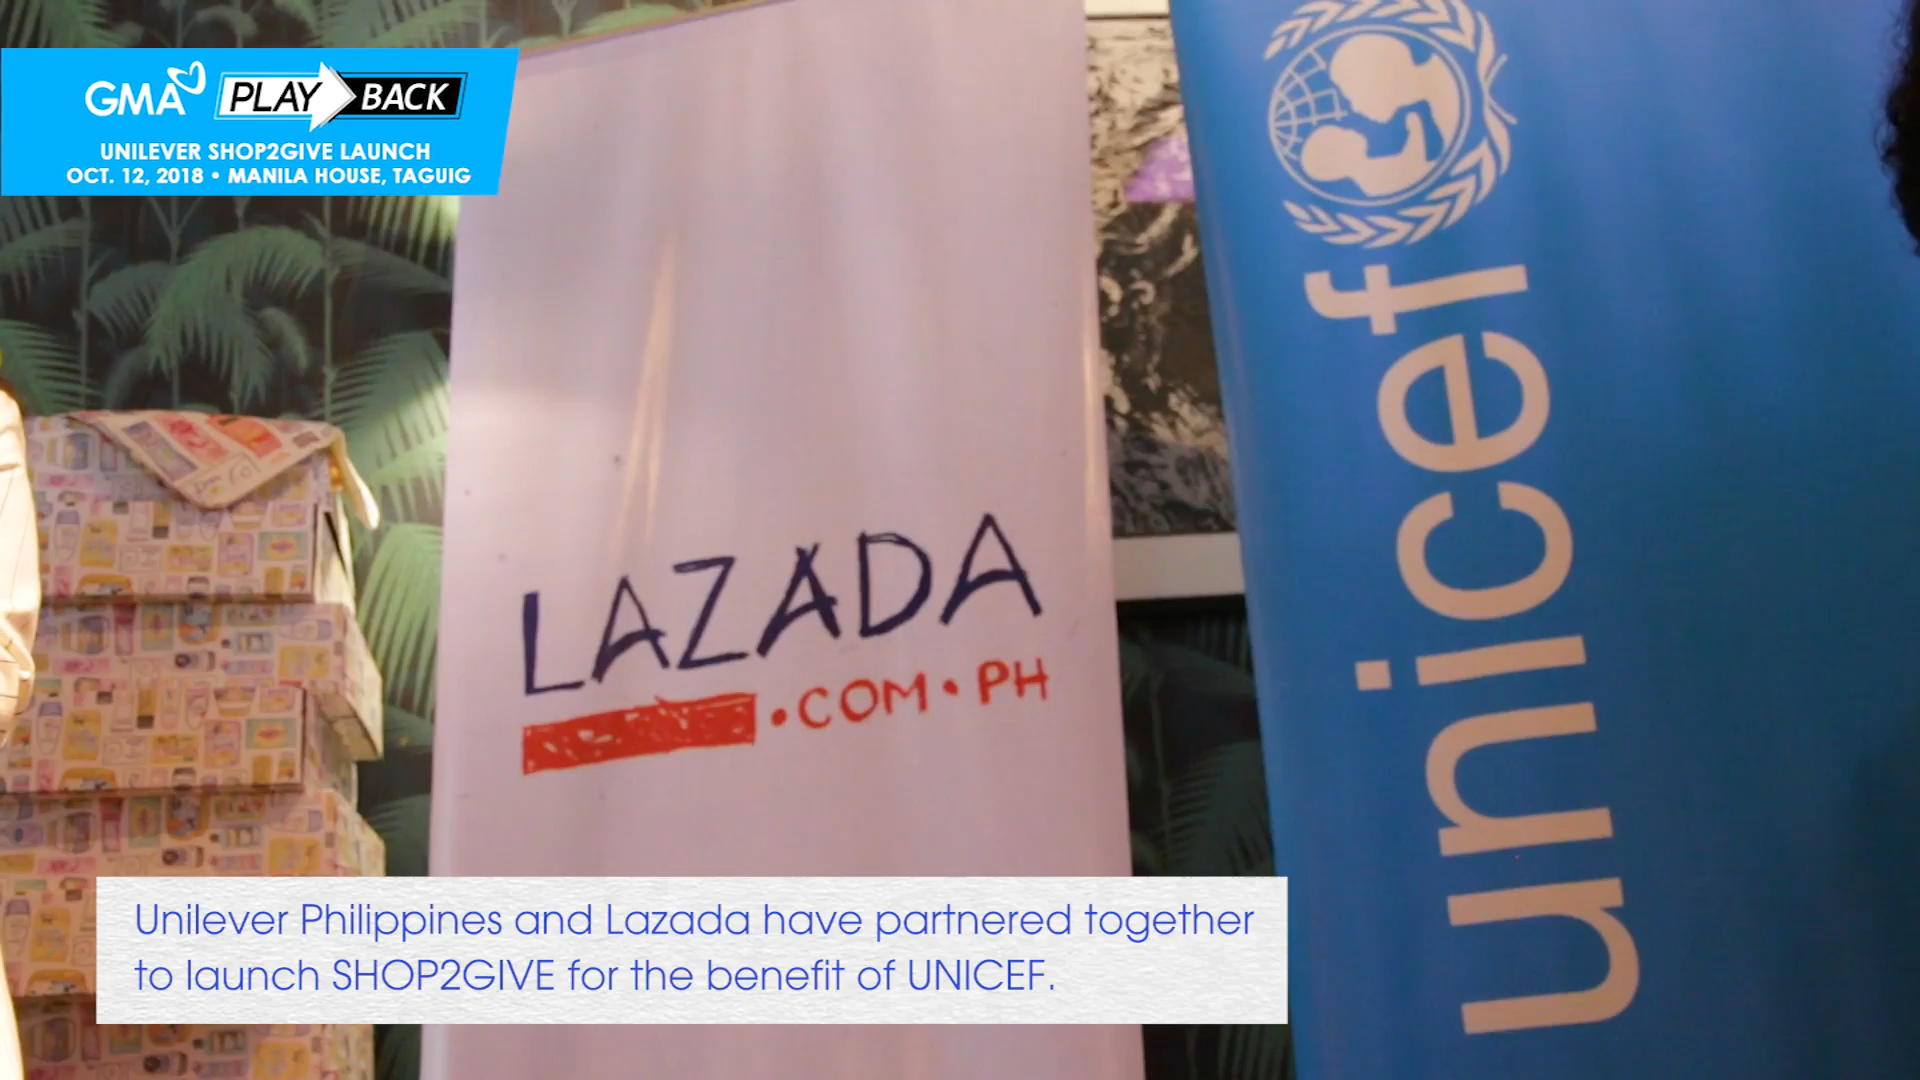 GMA PLAY BACK
UNILEVER SHOP2GIVE LAUNCH
OCT. 12, 2018 • MANILA HOUSE, TAGUIG
LAZADA
.COM.PH
unicef
Unilever Philippines and Lazada have partnered together
to launch SHOP2GIVE for the benefit of UNICEF.